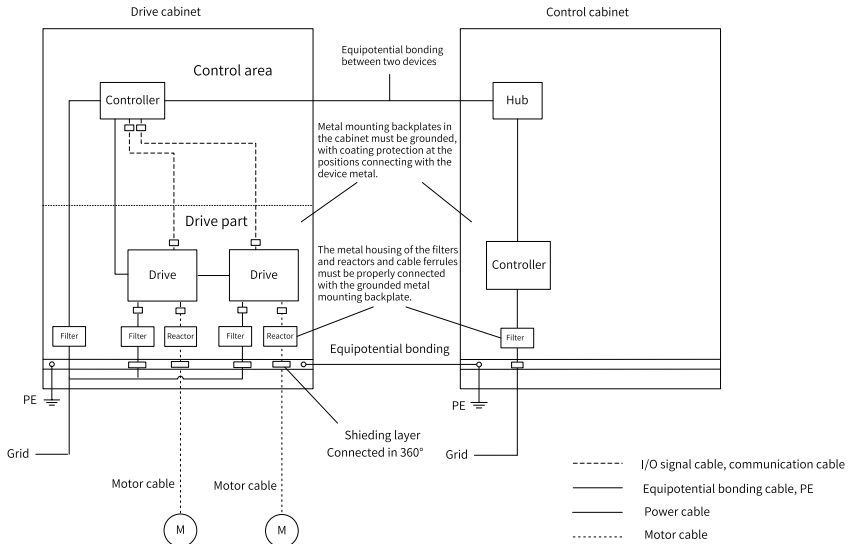 Drive cabinet
Control cabinet
Equipotential bonding
between two devices
Control area
Controller
Hub
Metal mounting backplates in
the cabinet must be grounded,
with coating protection at the
positions connecting with the
device metal.
Drive part
Drive
Drive
The metal housing of the filters
and reactors and cable ferrules
must be properly connected
with the grounded metal
mounting backplate.
Controller
Filter
Filter
Reactor
Filter
Reactor
Filter
Equipotential bonding
PE
PE
Shieding layer
Connected in 360°
Grid
Grid
Motor cable
Motor cable
M
M
I/O signal cable, communication cable
Equipotential bonding cable, PE
Power cable
Motor cable